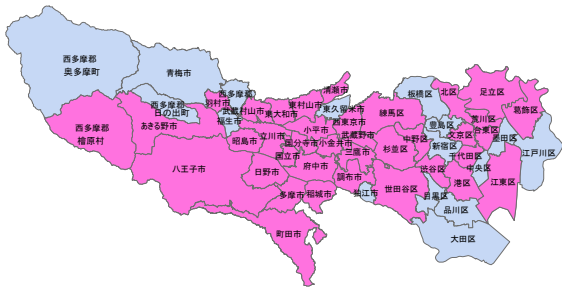 西多摩郡
奥多摩町
青梅市
西多摩郡
日の出町
西多摩郡
羽村市
福生市
武蔵村山市
東大和市
東村山市
清瀬市
東久留米市
西東京市
西多摩郡
檜原村
あきる野市
八王子市
昭島市
立川市
国分寺市
国立市
小平市
小金井市
武蔵野市
三鷹市
日野市
府中市
調布市
狛江市
多摩市
稲城市
町田市
練馬区
板橋区
北区
足立区
葛飾区
荒川区
台東区
墨田区
江戸川区
豊島区
文京区
中野区
新宿区
杉並区
千代田区
中央区
渋谷区
港区
江東区
世田谷区
目黒区
品川区
大田区